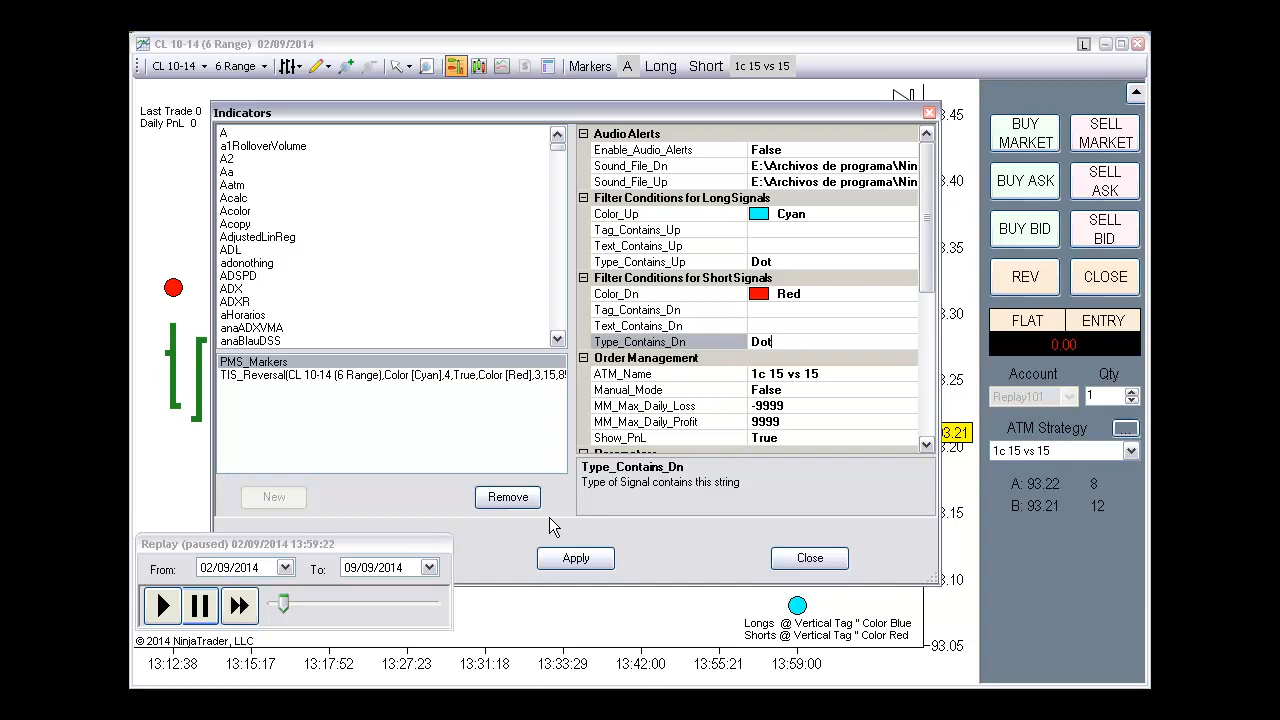 CL 10-14 (6 Range)  02/09/2014
L
CL 10-14
6 Range
Markers
A
Long
Short
1c 15 vs 15
Last Trade 0
Daily PnL 0
Indicators
A
a1RolloverVolume
A2
Aa
Aatm
Acalc
Acolor
Acopy
AdjustedLinReg
ADL
adonothing
ADSPD
ADX
ADXR
aHorarios
anaADXVMA
anaBlauDSS
PMS_Markers
TIS_Reversal(CL 10-14 (6 Range),Color [Cyan],4,True,Color [Red],3,15,85
New
Remove
Audio Alerts
Enable_Audio_Alerts False
Sound_File_Dn E:\Archivos de programa\Nin
Sound_File_Up E:\Archivos de programa\Nin
Filter Conditions for Long Signals
Color_Up Cyan
Tag_Contains_Up
Text_Contains_Up
Type_Contains_Up Dot
Filter Conditions for Short Signals
Color_Dn Red
Tag_Contains_Dn
Text_Contains_Dn
Type_Contains_Dn Dot
Order Management
ATM_Name 1c 15 vs 15
Manual_Mode False
MM_Max_Daily_Loss -9999
MM_Max_Daily_Profit 9999
Show_PnL True
Type_Contains_Dn
Type of Signal contains this string
Apply
Close
Replay (paused) 02/09/2014 13:59:22
From: 02/09/2014
To: 09/09/2014
© 2014 NinjaTrader, LLC
Longs @ Vertical Tag " Color Blue
Shorts @ Vertical Tag " Color Red
13:12:38
13:15:17
13:17:52
13:27:23
13:31:18
13:33:29
13:42:00
13:55:21
13:59:00
3.45
3.40
3.35
3.30
3.25
3.21
3.20
3.15
3.10
93.05
BUY MARKET
SELL MARKET
BUY ASK
SELL ASK
BUY BID
SELL BID
REV
CLOSE
FLAT
ENTRY
0.00
Account
Qty
Replay101
1
ATM Strategy
...
1c 15 vs 15
A: 93.22 8
B: 93.21 12